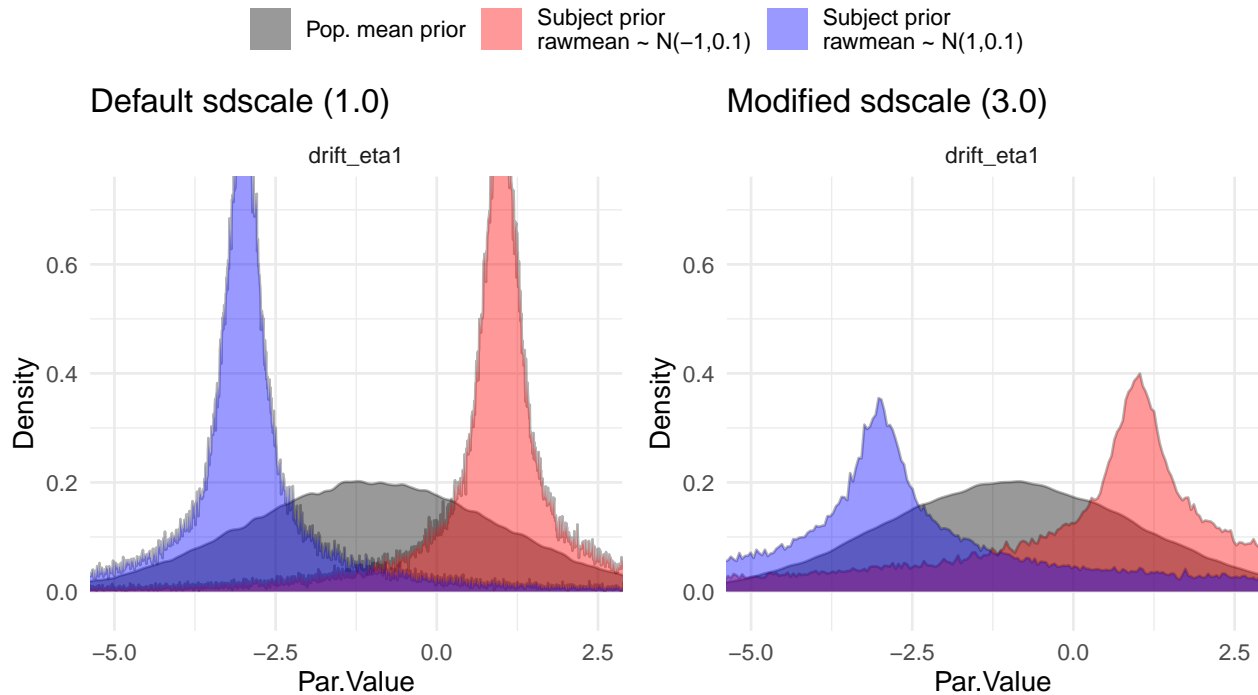 Pop. mean prior
Subject prior
rawmean ~ N(−1,0.1)
Subject prior
rawmean ~ N(1,0.1)
Default sdscale (1.0)
Modified sdscale (3.0)
drift_eta1
drift_eta1
Density
0.6
0.4
0.2
0.0
−5.0
−2.5
0.0
2.5
Par.Value
Density
0.6
0.4
0.2
0.0
−5.0
−2.5
0.0
2.5
Par.Value